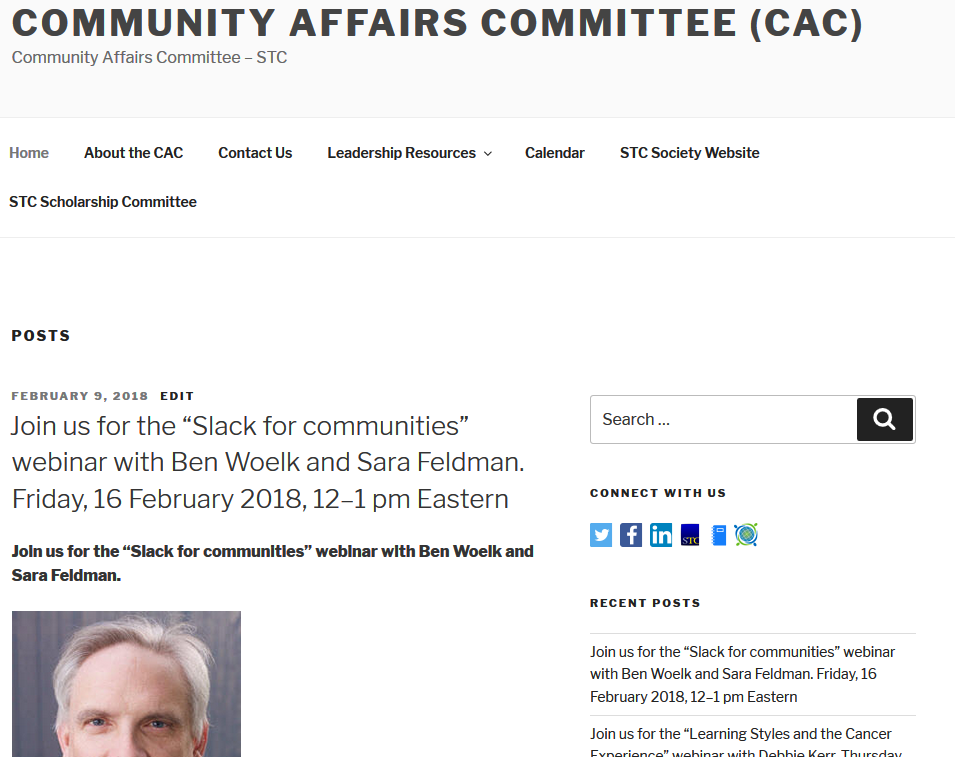 COMMUNITY AFFAIRS COMMITTEE (CAC)
Community Affairs Committee – STC
Home
About the CAC
Contact Us
Leadership Resources
Calendar
STC Society Website
STC Scholarship Committee
POSTS
FEBRUARY 9, 2018 EDIT
Join us for the “Slack for communities”
webinar with Ben Woelk and Sara Feldman.
Friday, 16 February 2018, 12–1 pm Eastern
Join us for the “Slack for communities” webinar with Ben Woelk and
Sara Feldman.
Search …
CONNECT WITH US
STC
RECENT POSTS
Join us for the “Slack for communities” webinar
with Ben Woelk and Sara Feldman. Friday, 16
February 2018, 12–1 pm Eastern
Join us for the “Learning Styles and the Cancer
Experience” webinar with Debbie Kerr. Thursday,